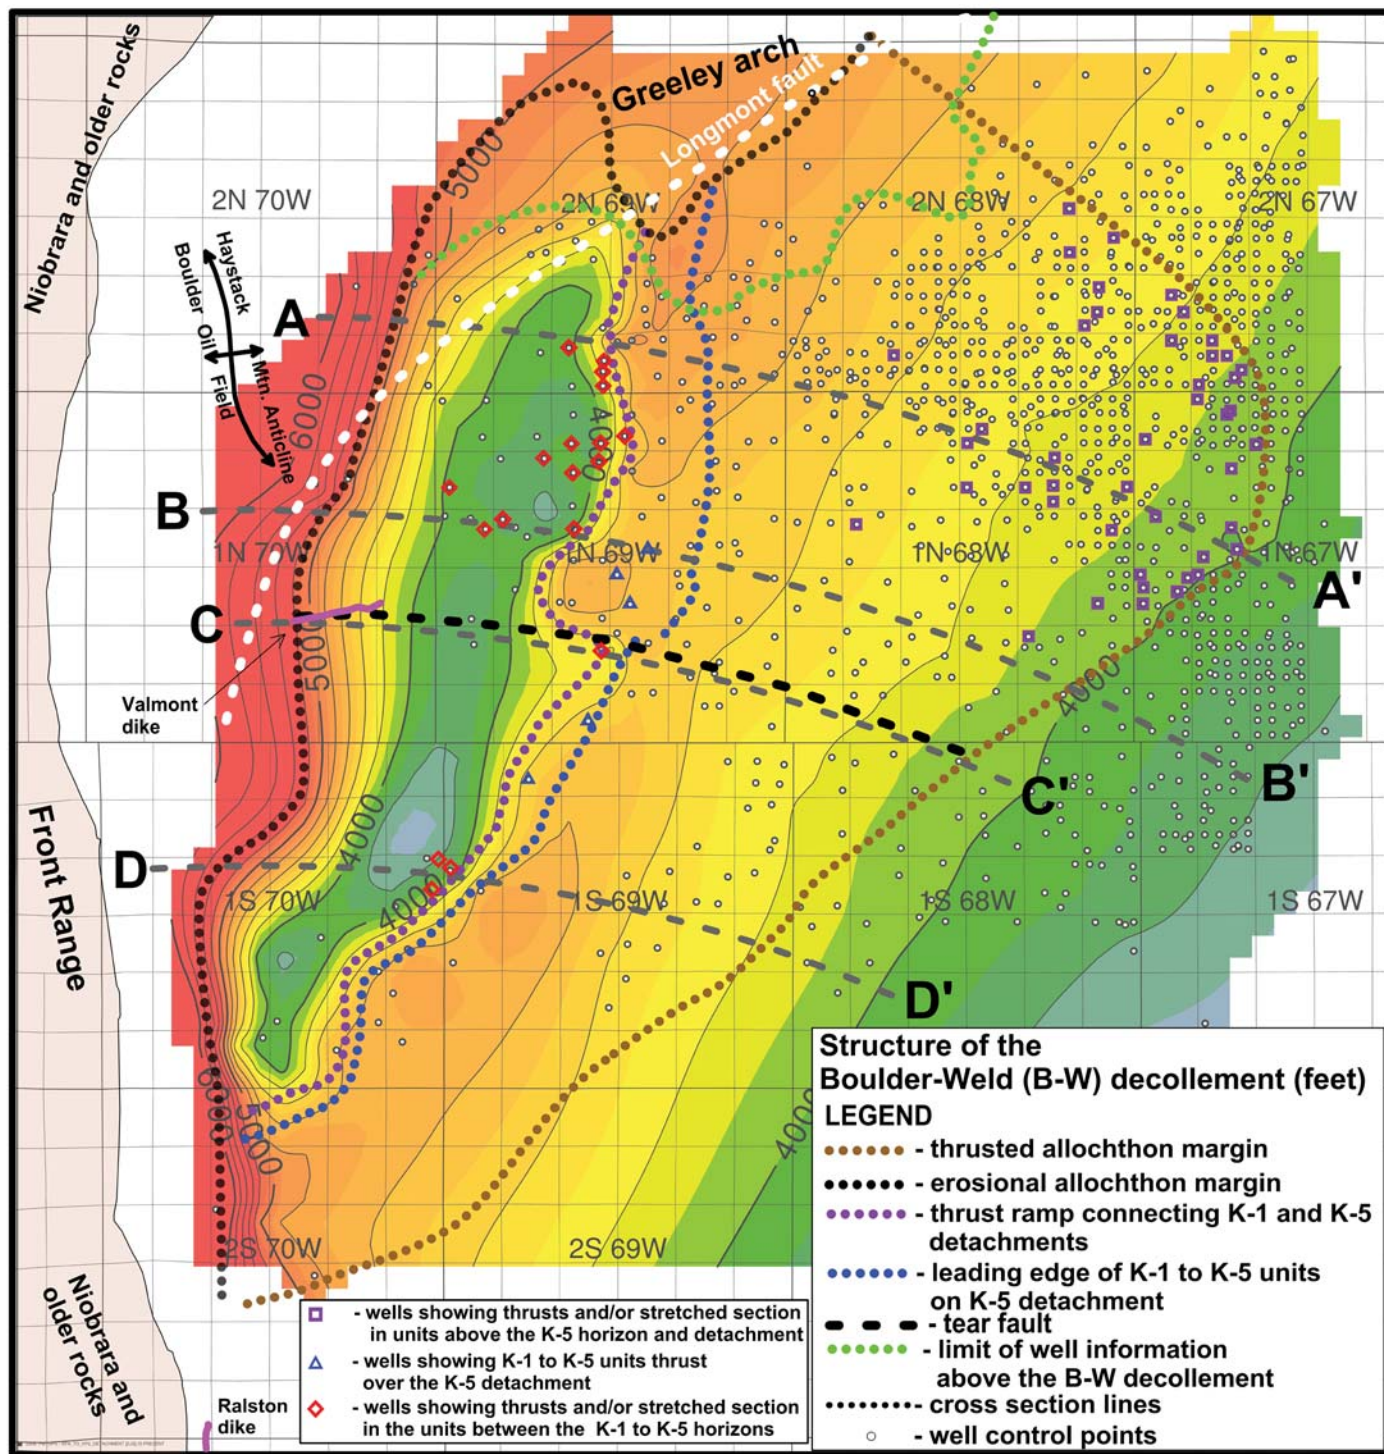 Niobrara and older rocks
Greeley arch
Longmont fault
5000
2N 70W
2N 69W
2N 68W
2N 67W
Haystack
Mtn. Anticline
Boulder Oil Field
A
6000
4000
B
1N 70W
1N 69W
1N 68W
1N 67W
A'
C
5000
Valmont
dike
4000
B'
C'
Front Range
4000
D
4000
1S 70W
1S 69W
1S 68W
1S 67W
D'
6000
5000
4000
2S 70W
2S 69W
Niobrara and
older rocks
Ralston
dike
- wells showing thrusts and/or stretched section
in units above the K-5 horizon and detachment
- wells showing K-1 to K-5 units thrust
over the K-5 detachment
- wells showing thrusts and/or stretched section
in the units between the K-1 to K-5 horizons
Structure of the
Boulder-Weld (B-W) decollement (feet)
LEGEND
- thrusted allochthon margin
- erosional allochthon margin
- thrust ramp connecting K-1 and K-5
detachments
- leading edge of K-1 to K-5 units
on K-5 detachment
- tear fault
- limit of well information
above the B-W decollement
- cross section lines
- well control points